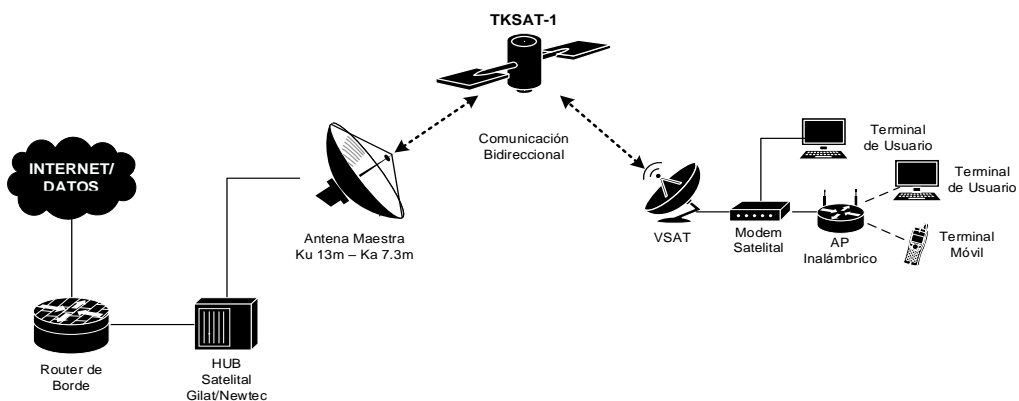 TKSAT-1
Comunicación
Bidireccional
INTERNET/
DATOS
Antena Maestra
Ku 13m – Ka 7.3m
Router de
Borde
HUB
Satelital
Gilat/Newtec
VSAT
Modem
Satelital
AP
Inalámbrico
Terminal
de Usuario
Terminal
de Usuario
Terminal
Móvil